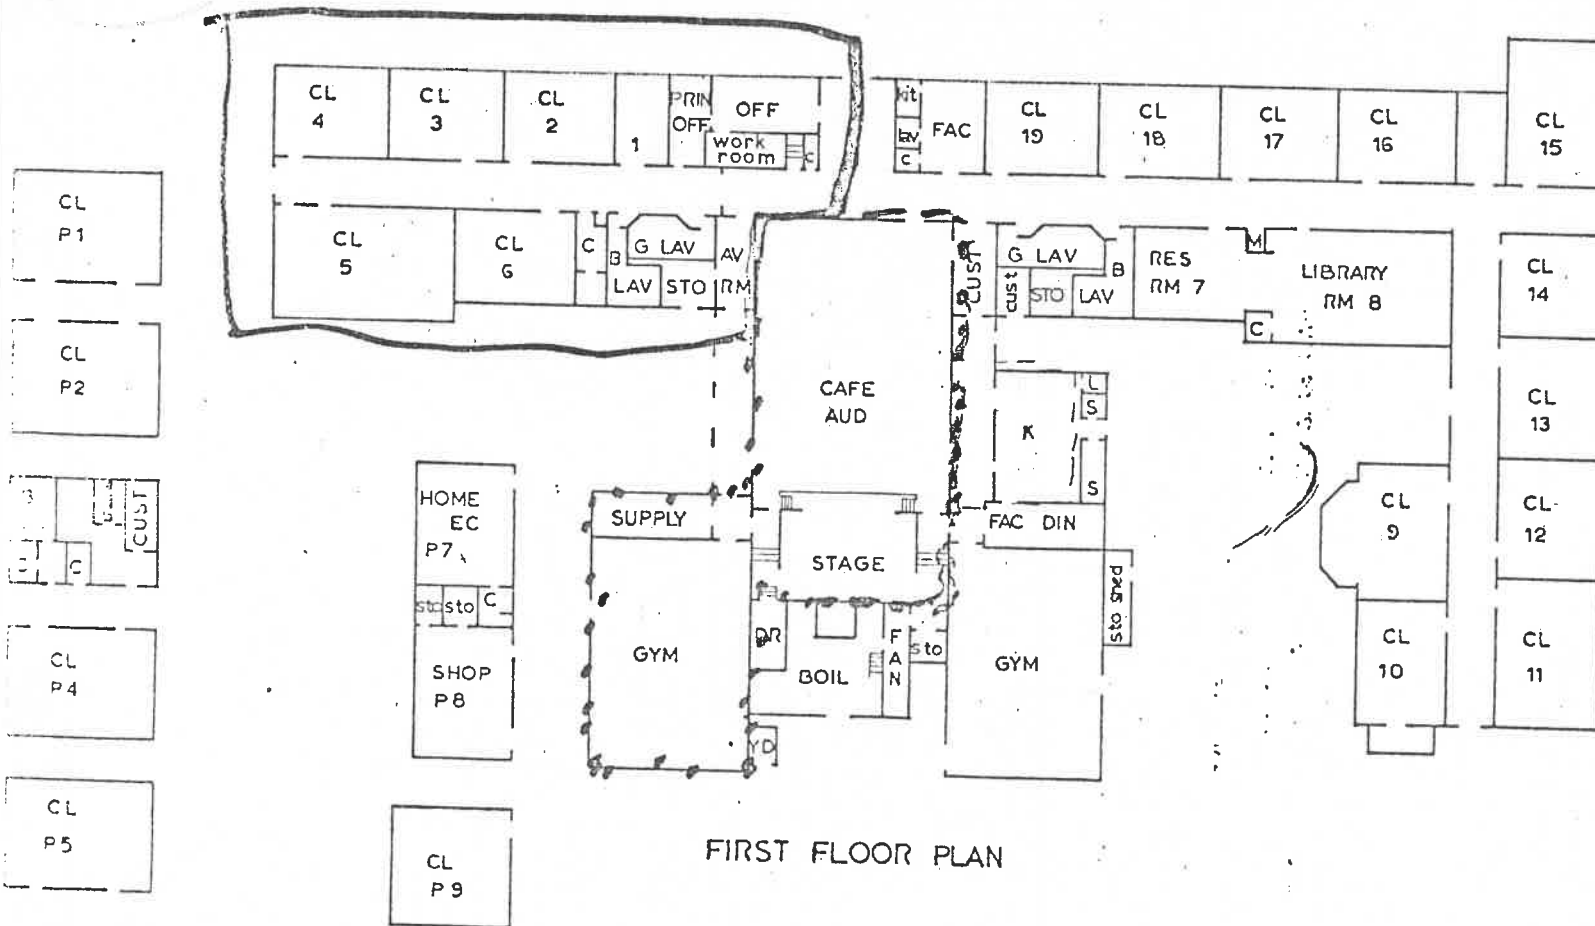 CL
4
CL
3
CL
2
1
PRIN
OFF
OFF
work
room
C
kit
lav
C
FAC
CL
19
CL
18
CL
17
CL
16
CL
15
CL
P1
CL
5
CL
6
C
B
LAV
G LAV
STO
AV
RM
CUST
G LAV
cust
STO
LAV
B
RES
RM 7
M
LIBRARY
RM 8
C
CL
14
CL
P2
CAFE
AUD
K
L
S
S
CL
13
B
CUST
C
HOME
EC
P7
sto
sto
C
SHOP
P8
SUPPLY
GYM
STAGE
DR
BOIL
FAN
sto
YD
FAC DIN
GYM
sto shed
CL
9
CL
12
CL
10
CL
11
CL
P4
CL
P5
CL
P9
FIRST FLOOR PLAN